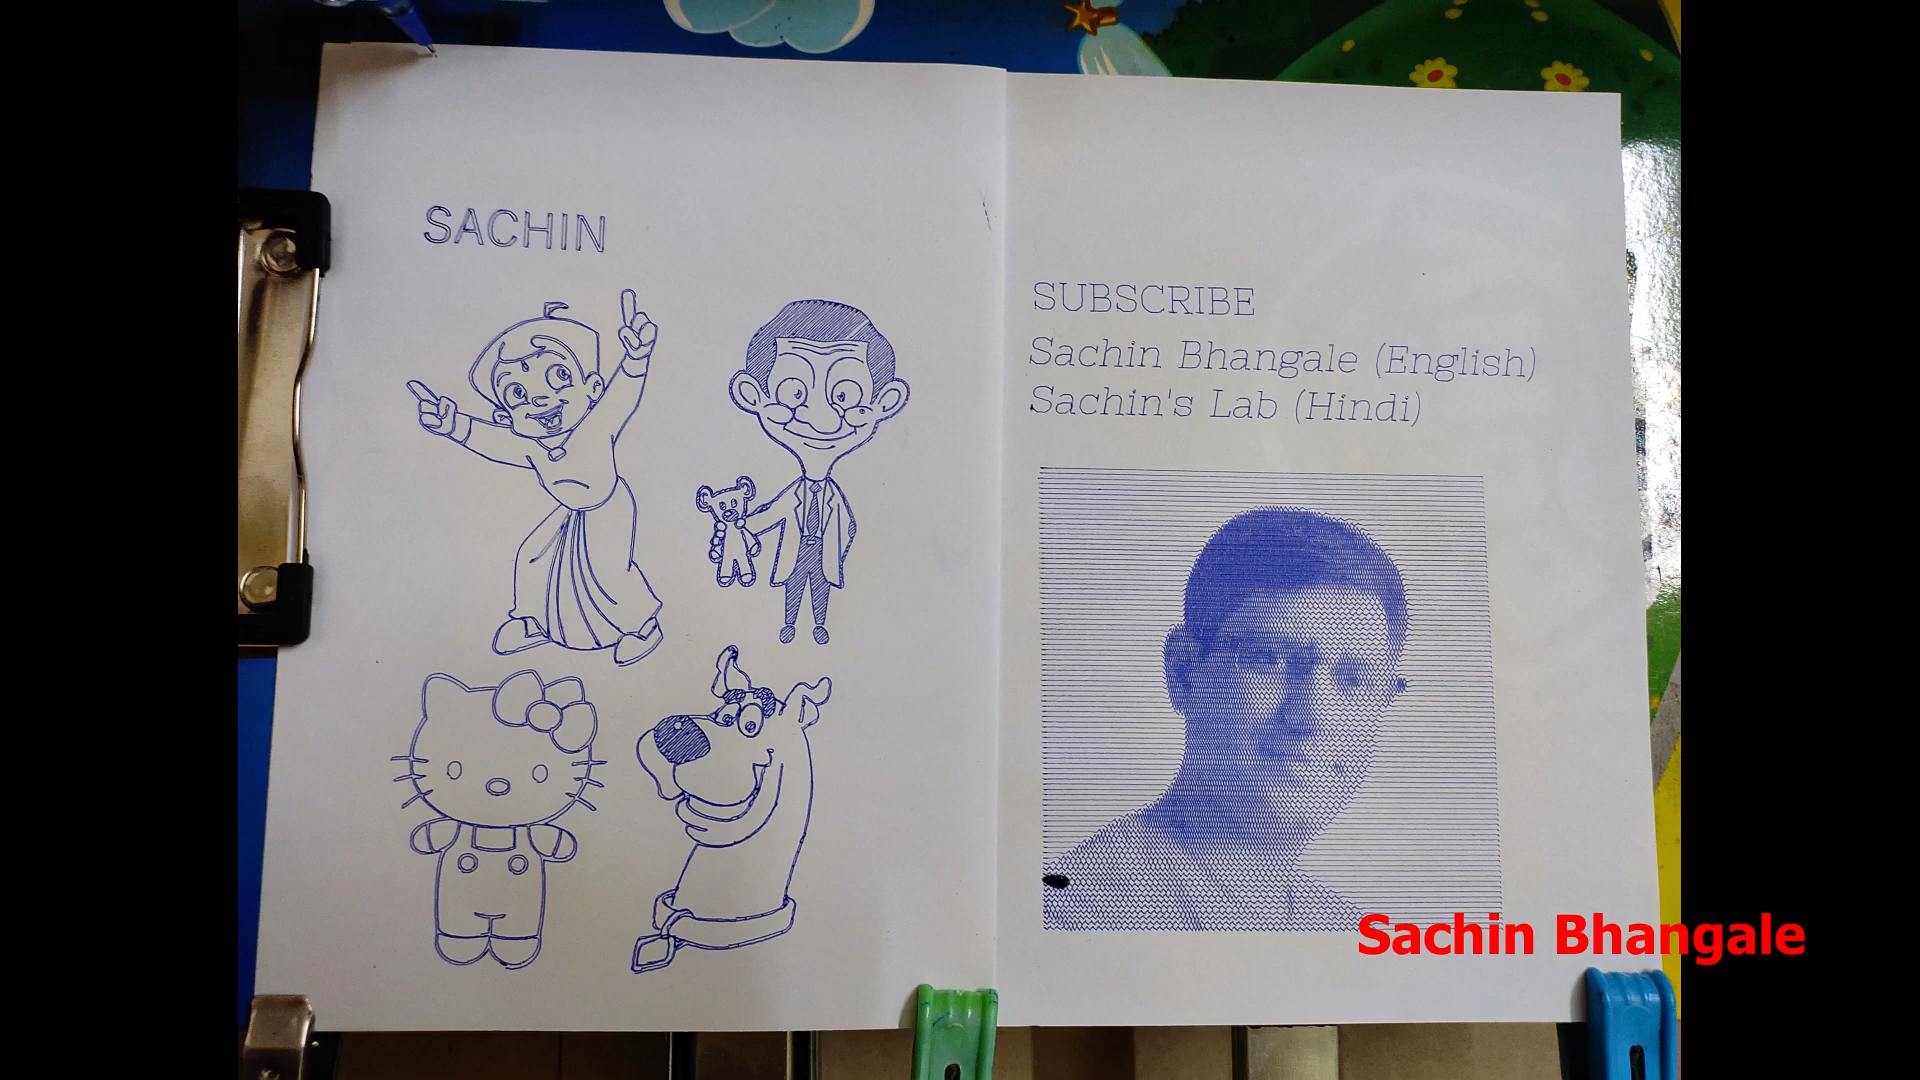 SACHIN
SUBSCRIBE
Sachin Bhangale (English)
Sachin's Lab (Hindi)
Sachin Bhangale